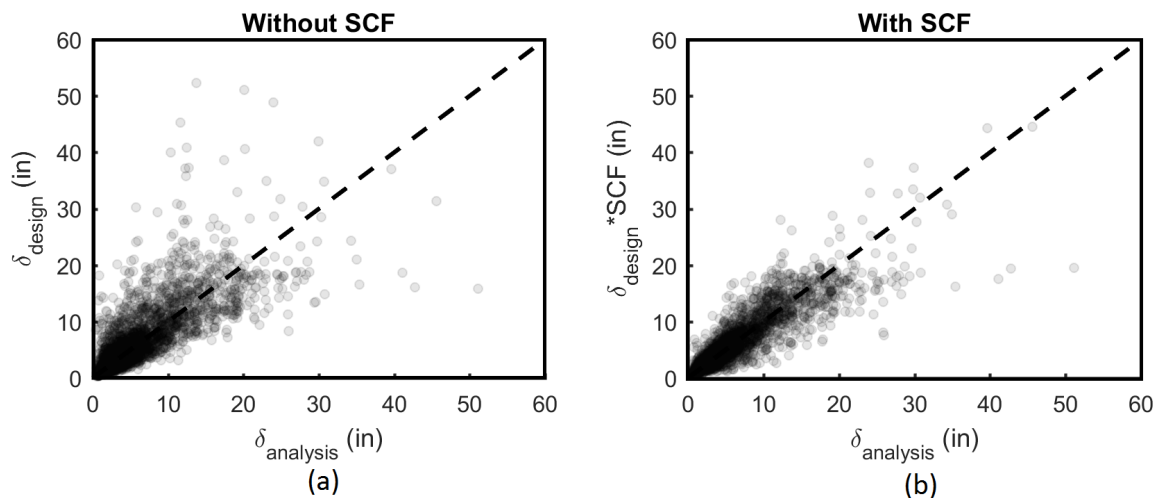 Without SCF
60
50
40
30
20
10
0
δdesign (in)
0 10 20 30 40 50 60
δanalysis (in)
(a)
With SCF
60
50
40
30
20
10
0
δdesign*SCF (in)
0 10 20 30 40 50 60
δanalysis (in)
(b)